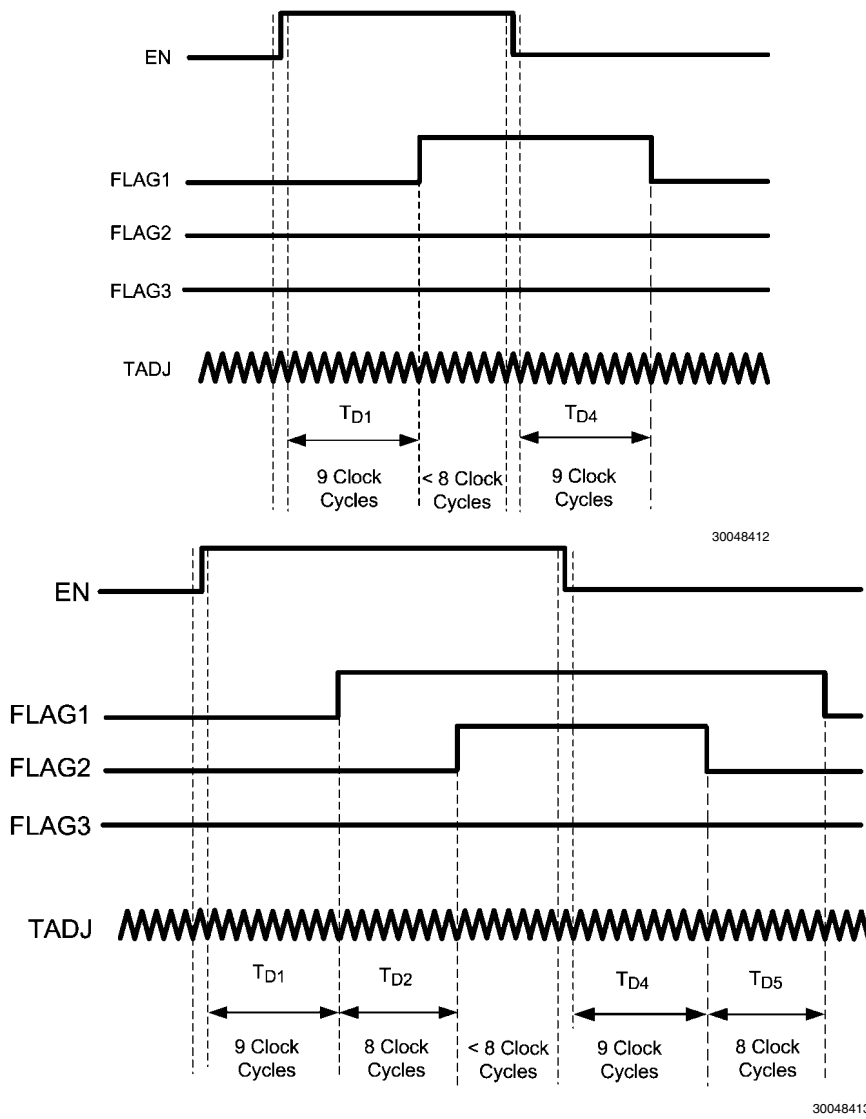 EN
FLAG1
FLAG2
FLAG3
TADJ
TD1
TD4
9 Clock
Cycles
< 8 Clock
Cycles
9 Clock
Cycles
30048412
EN
FLAG1
FLAG2
FLAG3
TADJ
TD1
TD2
TD4
TD5
9 Clock
Cycles
8 Clock
Cycles
< 8 Clock
Cycles
9 Clock
Cycles
8 Clock
Cycles
30048413